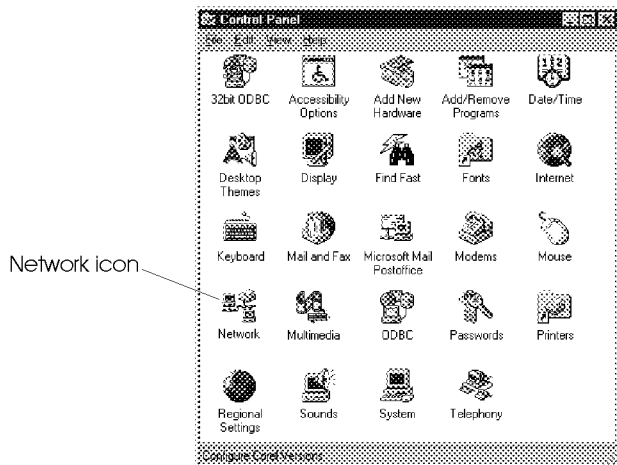 Control Panel
File Edit View Help
32bit ODBC
Accessibility Options
Add New Hardware
Add/Remove Programs
Date/Time
Desktop Themes
Display
Find Fast
Fonts
Internet
Keyboard
Mail and Fax
Microsoft Mail Postoffice
Modems
Mouse
Network icon
Network
Multimedia
ODBC
Passwords
Printers
Regional Settings
Sounds
System
Telephony
Configure Corel Versions